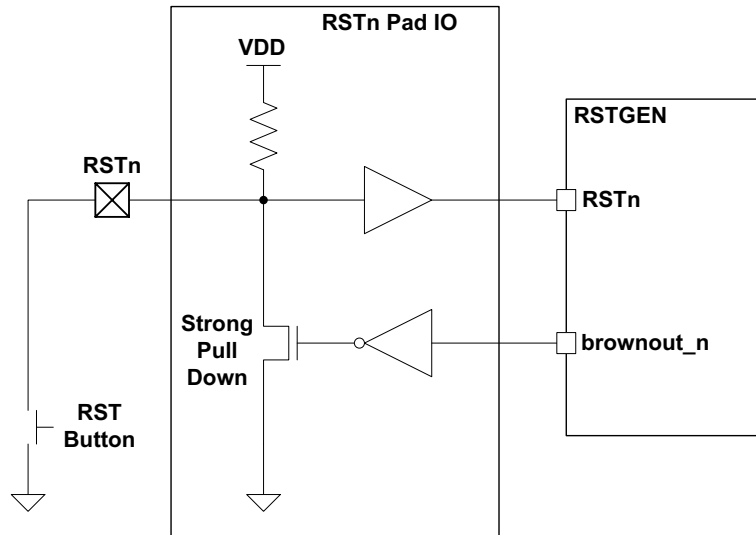 RSTn Pad IO
VDD
RSTGEN
RSTn
RSTn
Strong
Pull
Down
brownout_n
RST
Button